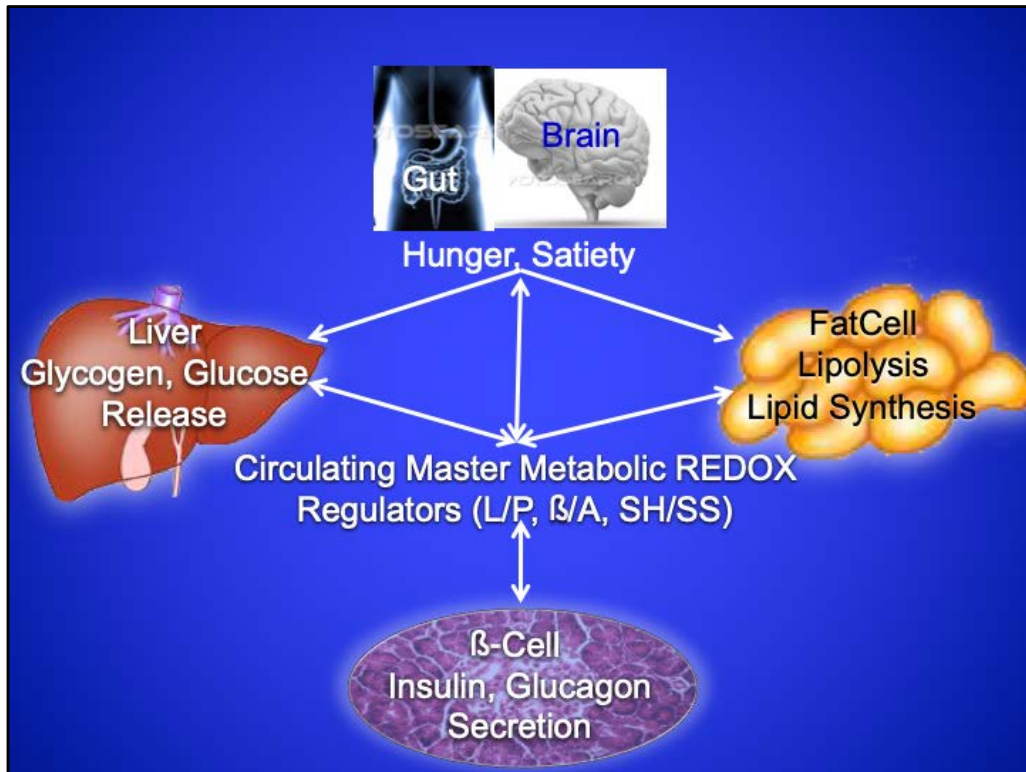 Gut
Brain
Hunger, Satiety
Liver
Glycogen, Glucose
Release
FatCell
Lipolysis
Lipid Synthesis
Circulating Master Metabolic REDOX
Regulators (L/P, ß/A, SH/SS)
ß-Cell
Insulin, Glucagon
Secretion